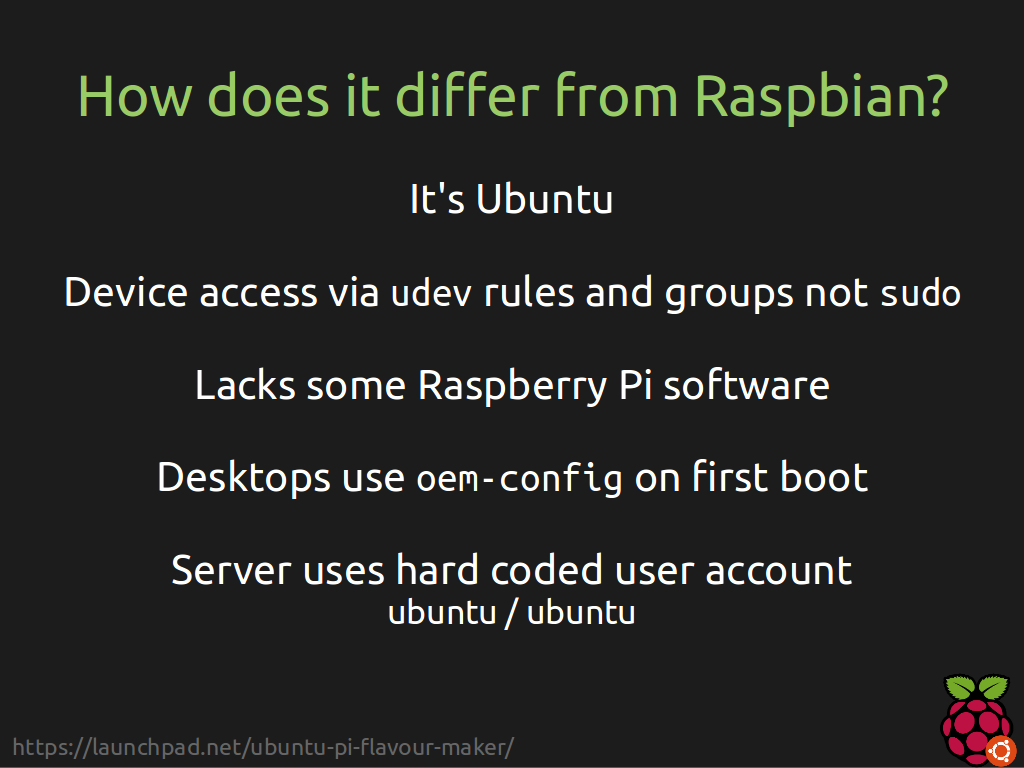 How does it differ from Raspbian?
It's Ubuntu
Device access via udev rules and groups not sudo
Lacks some Raspberry Pi software
Desktops use oem-config on first boot
Server uses hard coded user account
ubuntu / ubuntu
https://launchpad.net/ubuntu-pi-flavour-maker/